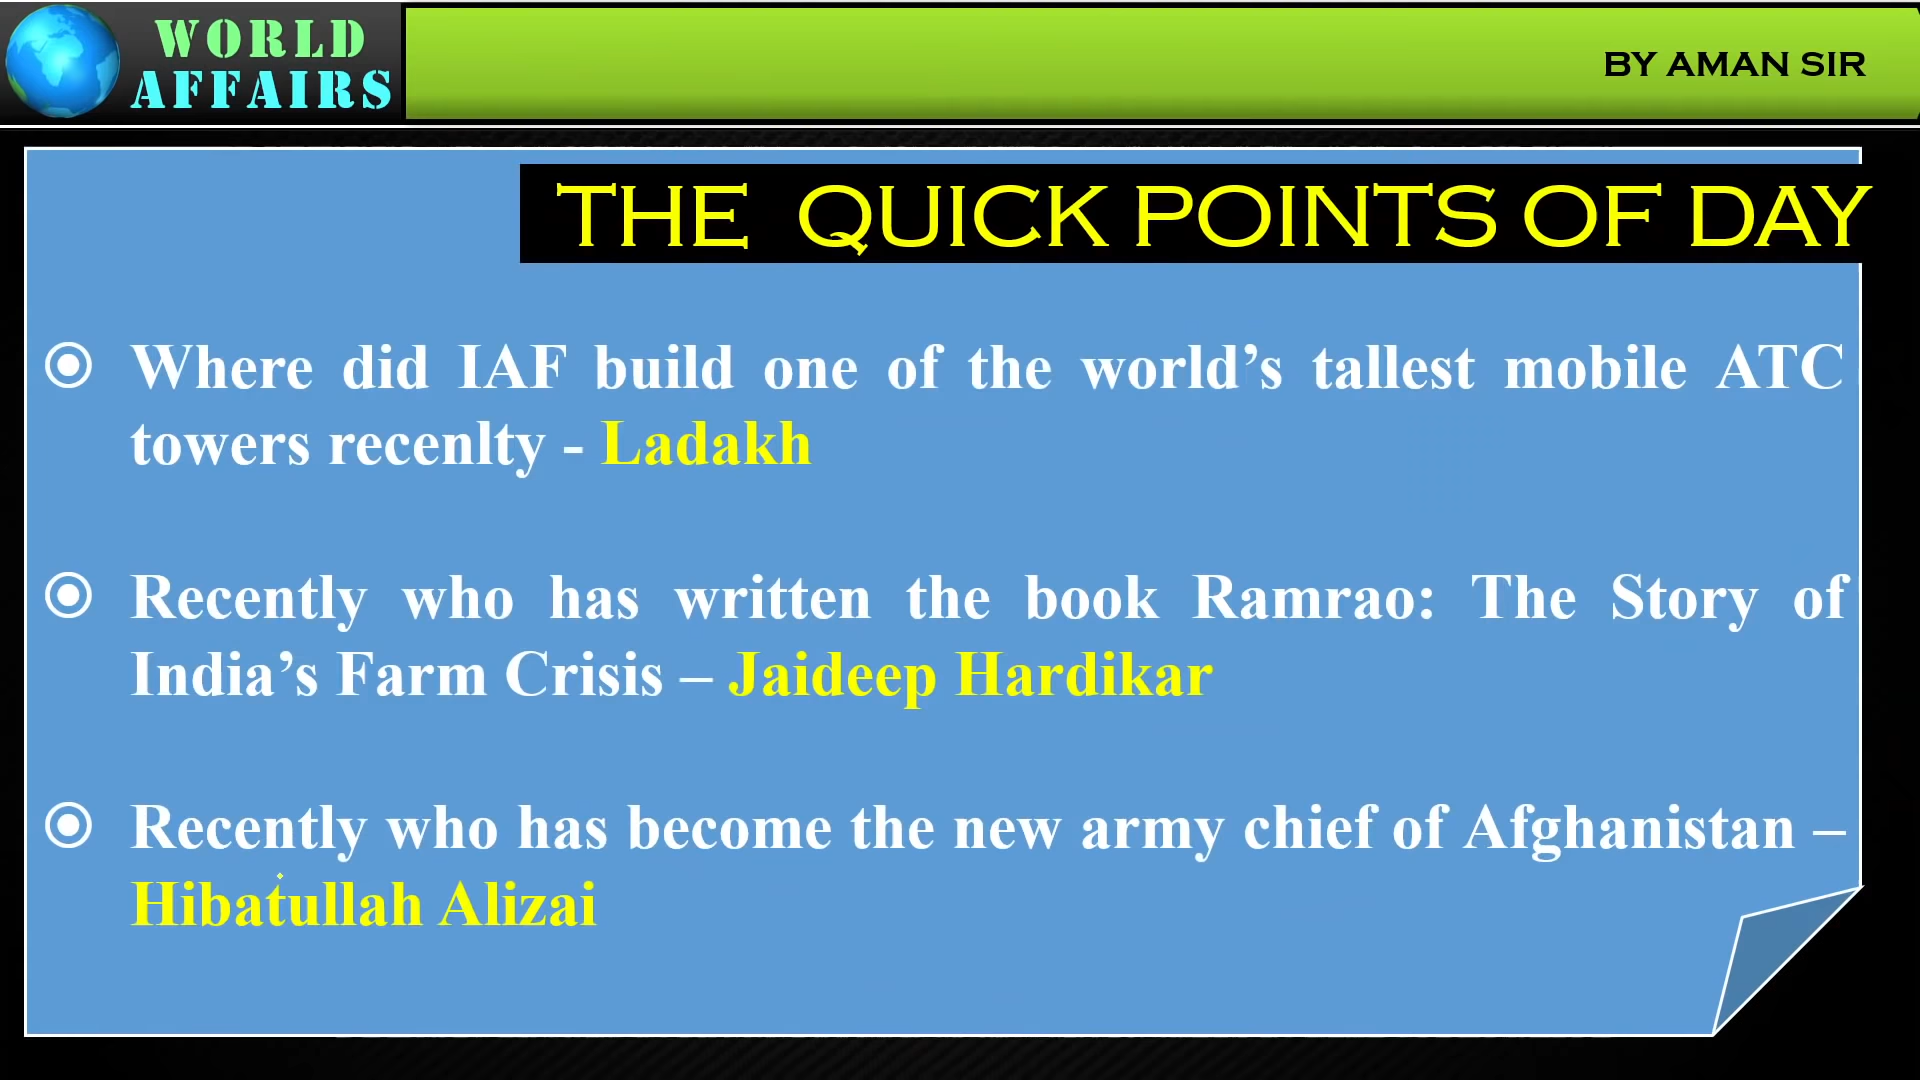 WORLD
AFFAIRS
BY AMAN SIR
THE QUICK POINTS OF DAY
Where did IAF build one of the world’s tallest mobile ATC
towers recenlty - Ladakh
Recently who has written the book Ramrao: The Story of
India’s Farm Crisis – Jaideep Hardikar
Recently who has become the new army chief of Afghanistan –
Hibatullah Alizai